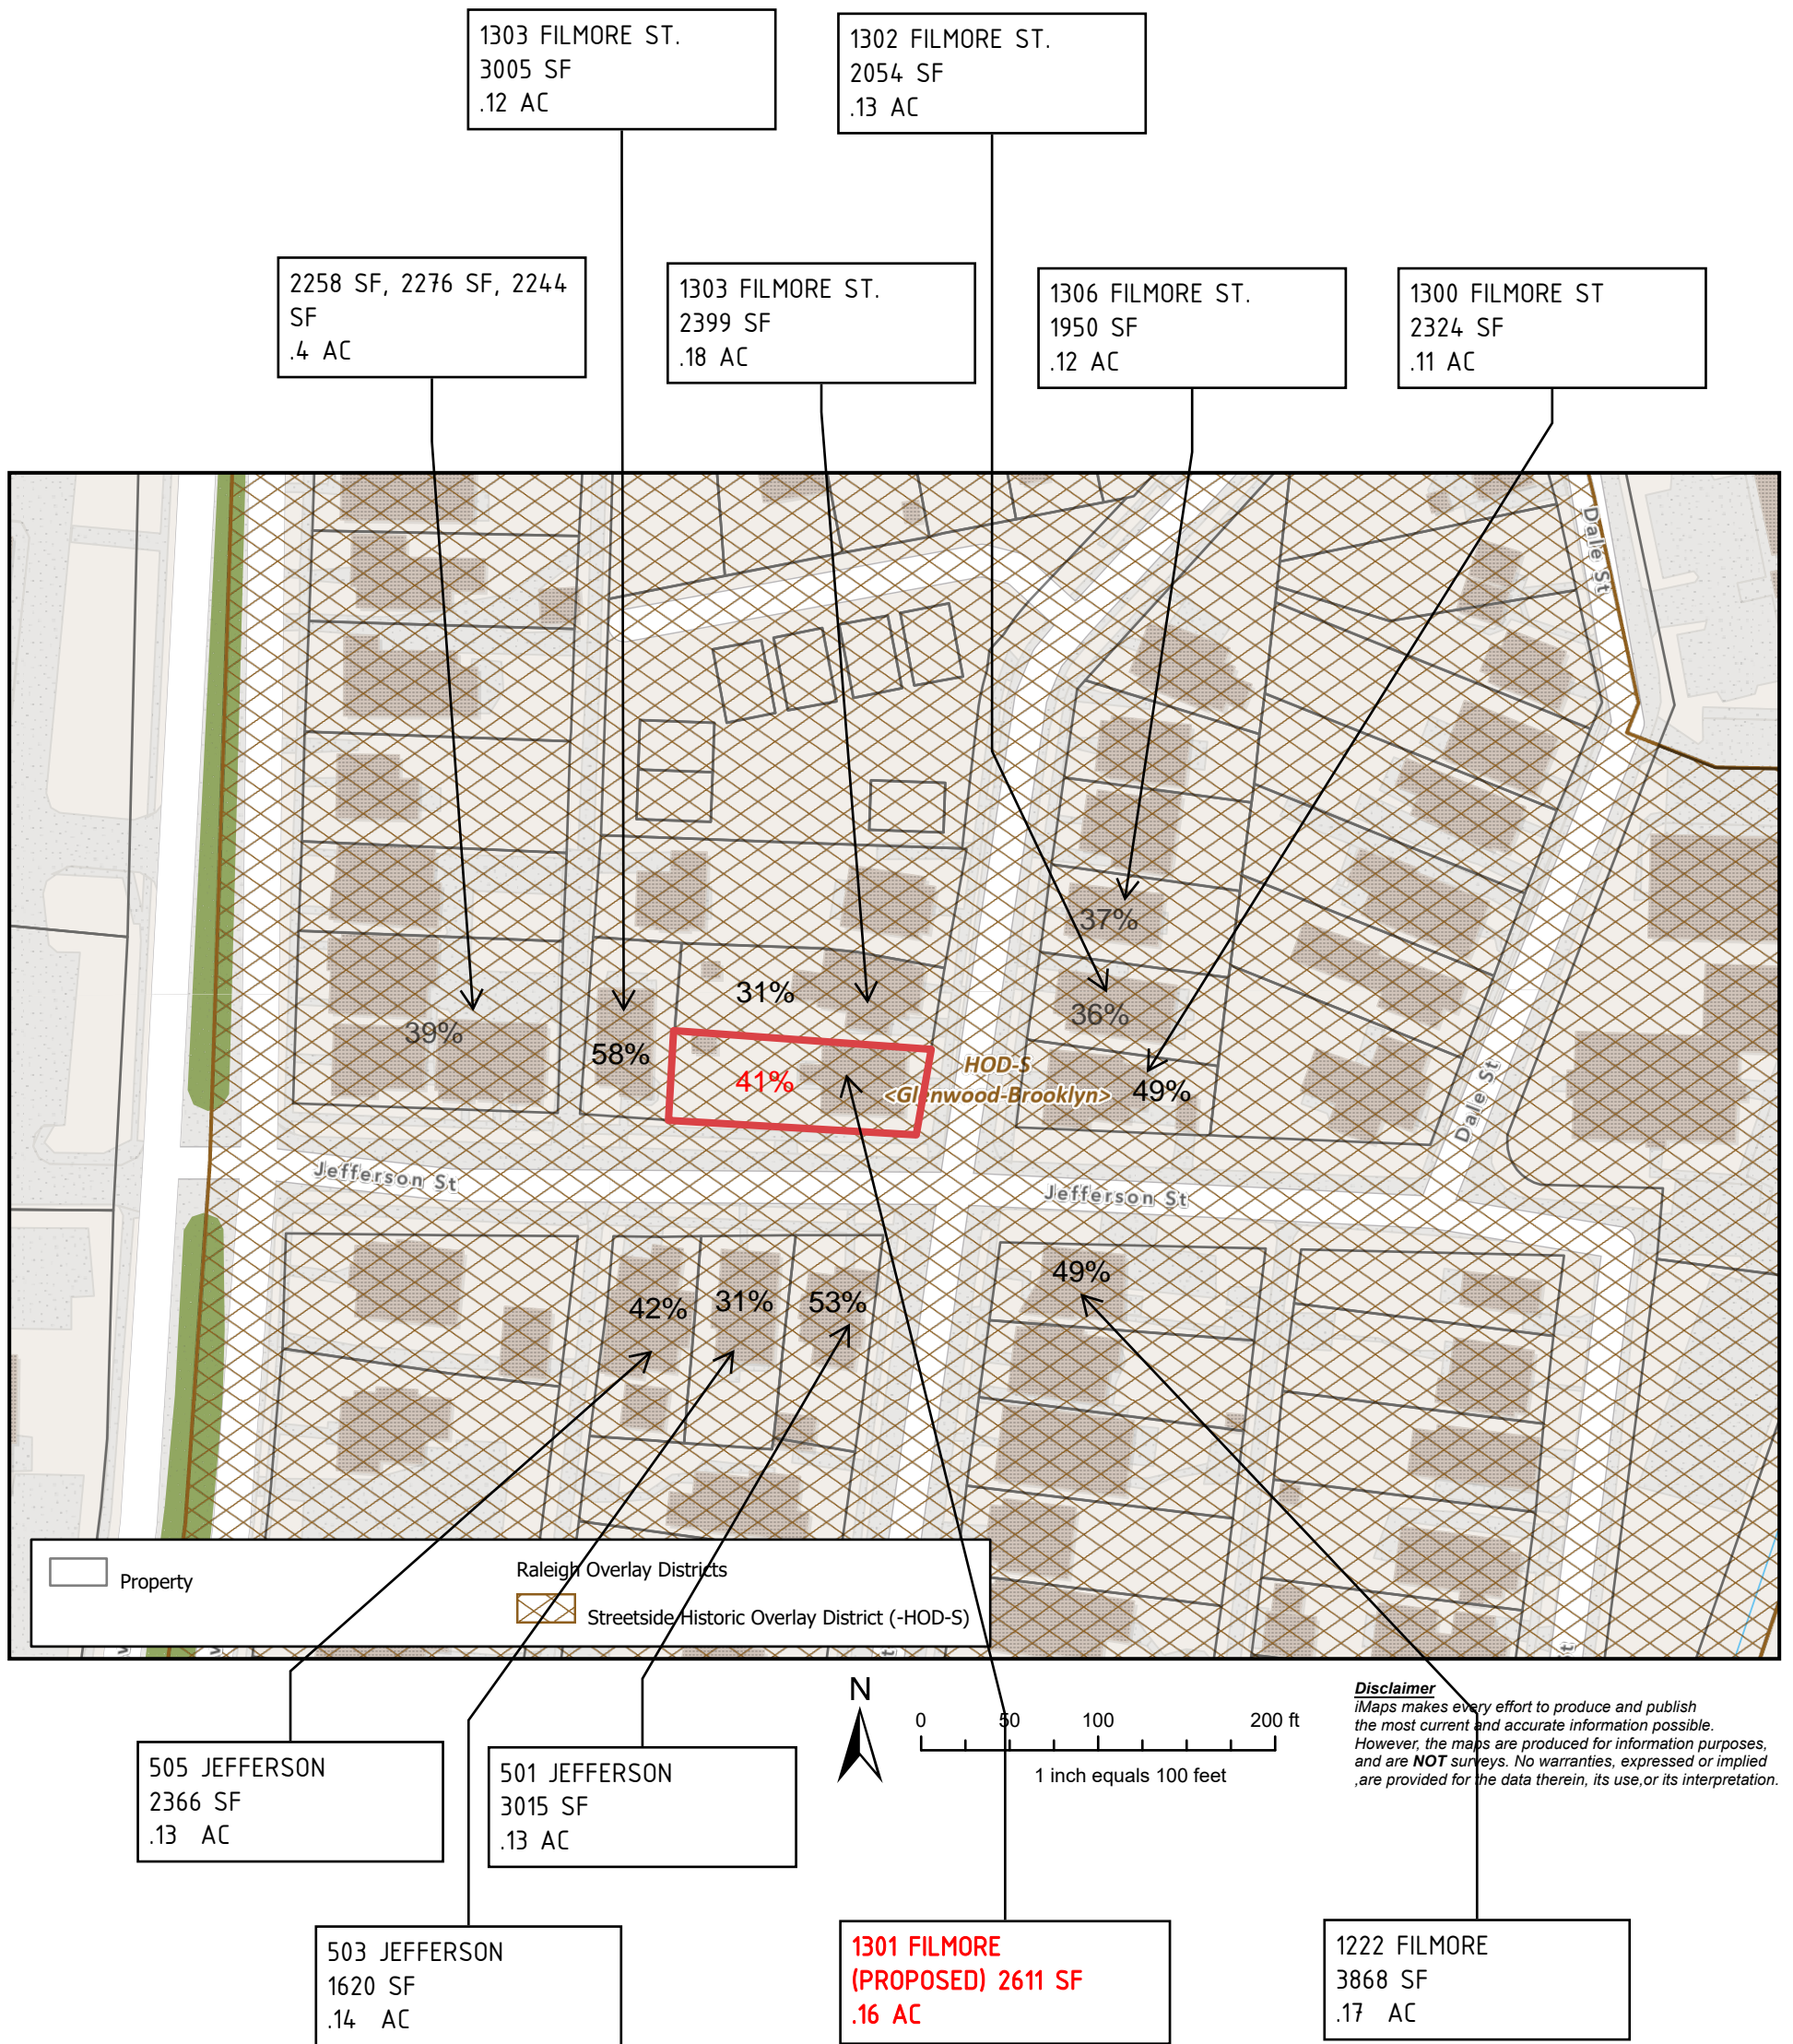 1303 FILMORE ST.
3005 SF
.12 AC
1302 FILMORE ST.
2054 SF
.13 AC
2258 SF, 2276 SF, 2244
SF
.4 AC
1303 FILMORE ST.
2399 SF
.18 AC
1306 FILMORE ST.
1950 SF
.12 AC
1300 FILMORE ST
2324 SF
.11 AC
Dale St
37%
31%
36%
39%
58%
41%
HOD-S
<Glenwood-Brooklyn>
49%
Dale St
Jefferson St
Jefferson St
49%
42%
31%
53%
Property
Raleigh Overlay Districts
Streetside Historic Overlay District (-HOD-S)
N
0 50 100 200 ft
1 inch equals 100 feet
Disclaimer
iMaps makes every effort to produce and publish
the most current and accurate information possible.
However, the maps are produced for information purposes,
and are NOT surveys. No warranties, expressed or implied
,are provided for the data therein, its use,or its interpretation.
505 JEFFERSON
2366 SF
.13 AC
501 JEFFERSON
3015 SF
.13 AC
503 JEFFERSON
1620 SF
.14 AC
1301 FILMORE
(PROPOSED) 2611 SF
.16 AC
1222 FILMORE
3868 SF
.17 AC